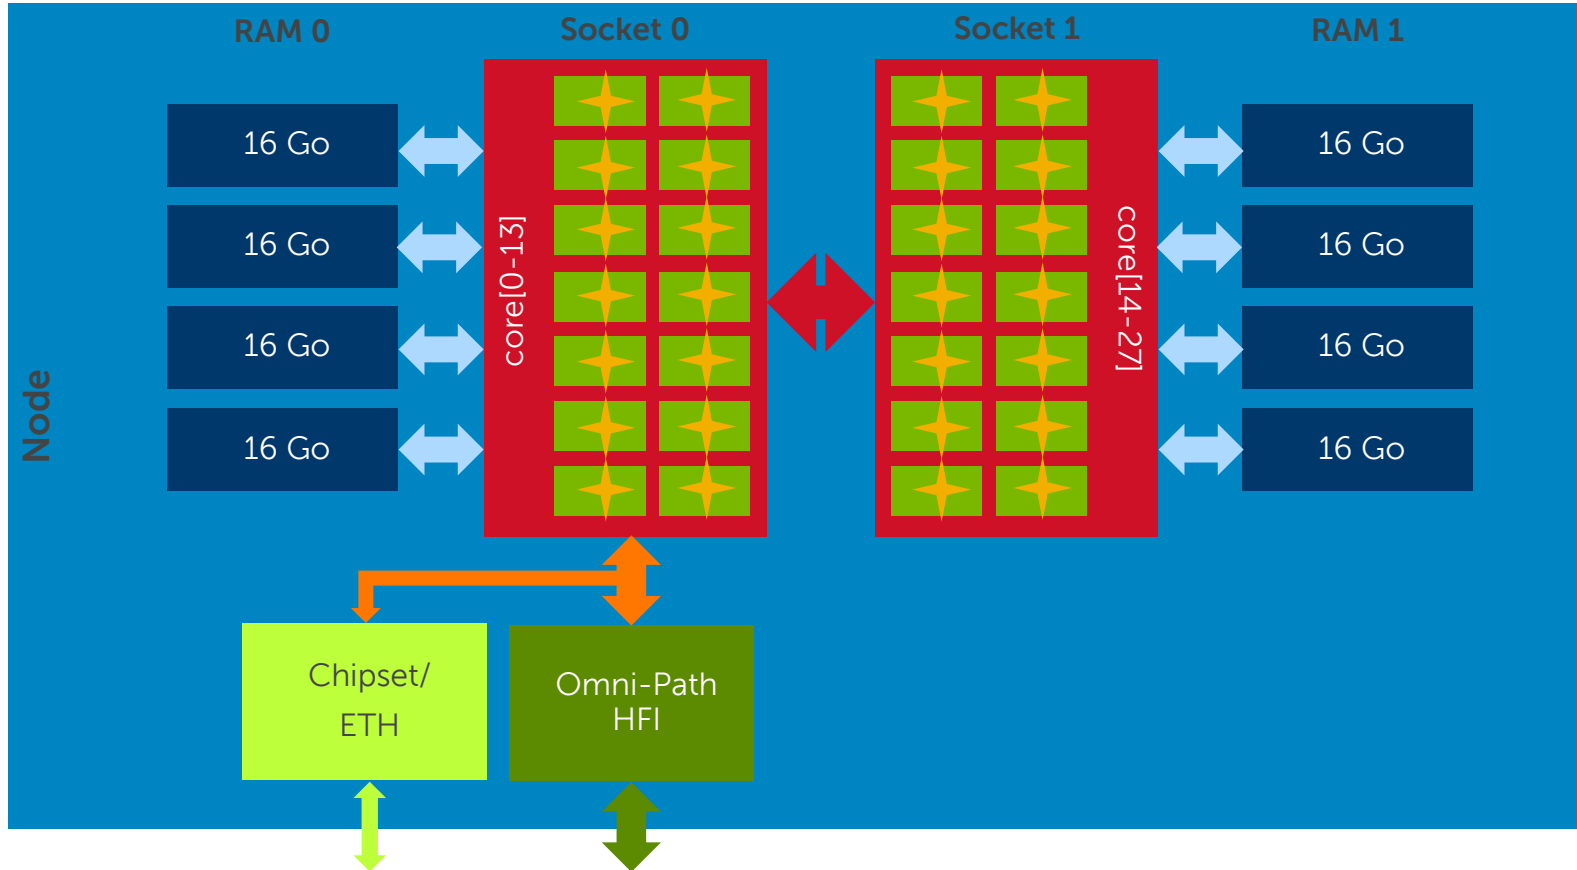 RAM 0
Socket 0
Socket 1
RAM 1
16 Go
16 Go
16 Go
16 Go
core[0-13]
core[14-27]
16 Go
16 Go
16 Go
16 Go
Node
Chipset/
ETH
Omni-Path
HFI